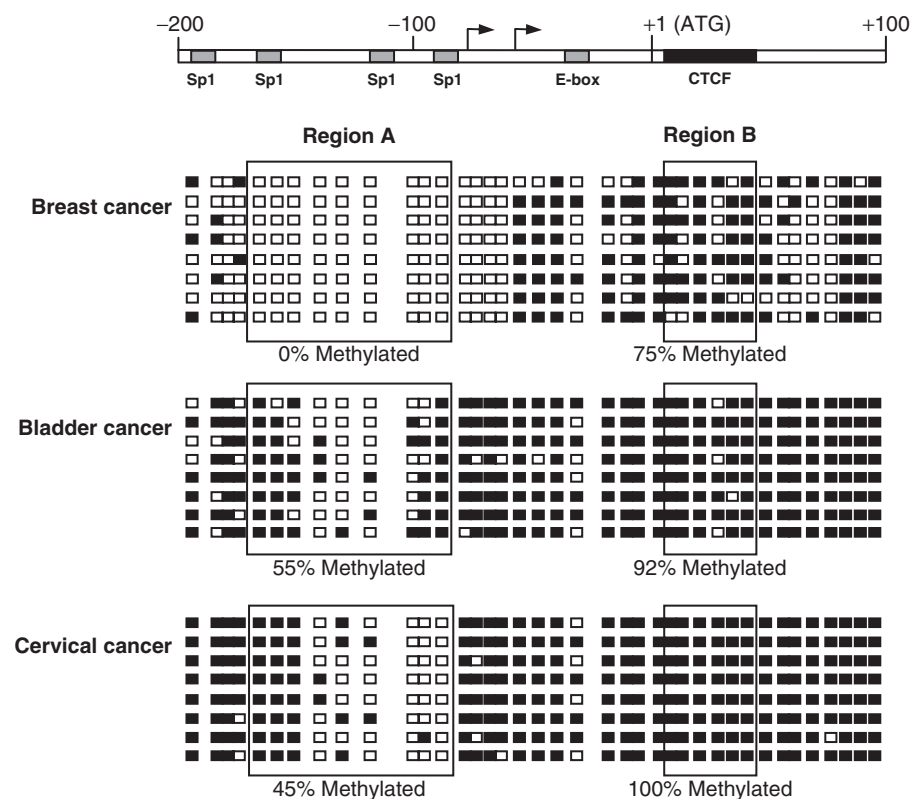 −200 −100 +1 (ATG) +100
Sp1 Sp1 Sp1 Sp1 E-box CTCF
Region A Region B
Breast cancer
0% Methylated 75% Methylated
Bladder cancer
55% Methylated 92% Methylated
Cervical cancer
45% Methylated 100% Methylated